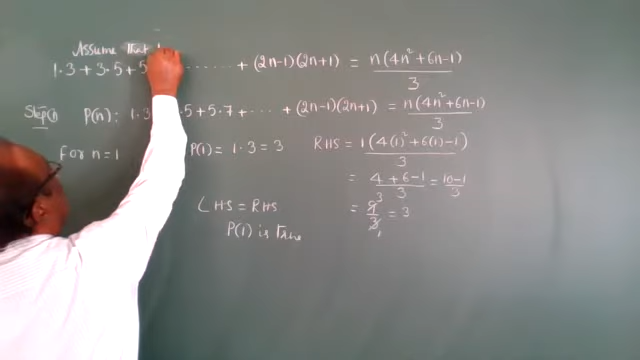 Assume That
1.3 + 3.5 + 5 ...... + (2n-1)(2n+1) = n(4n²+6n-1)/3
Step(1) P(n): 1.3 .5 + 5.7 + ... + (2n-1)(2n+1) = n(4n²+6n-1)/3
For n=1 P(1) = 1.3 = 3 RHS = 1(4(1)²+6(1)-1)/3
= 4+6-1/3 = 10-1/3
LHS = RHS = 9/3 = 3
P(1) is True